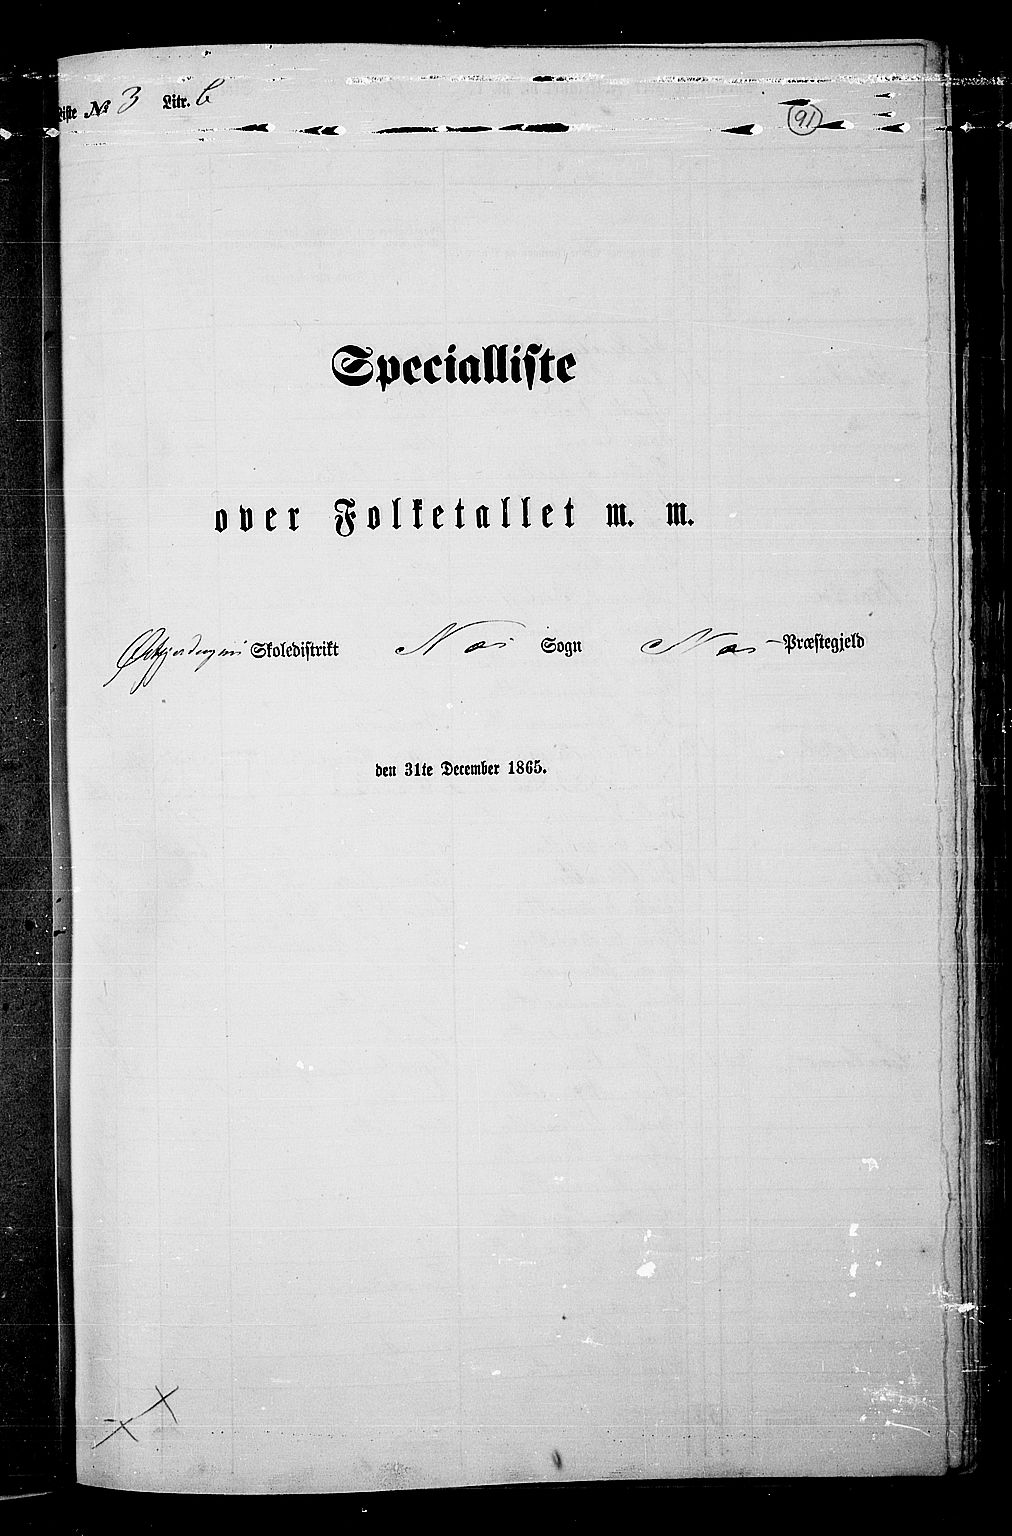 Liste № 3 Litr. b
91
Specialliste
over Folketallet m. m.
Skoledistrikt Næs Sogn Næs Præstegjeld
den 31te December 1865.